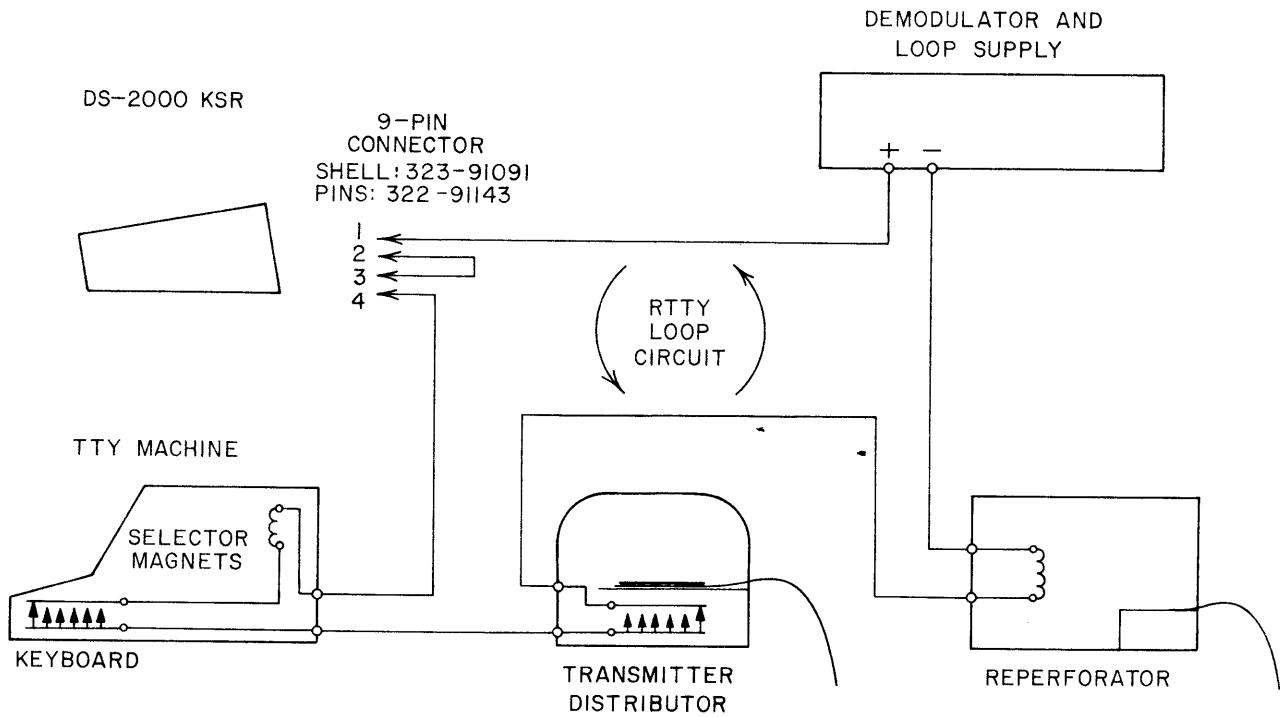 DEMODULATOR AND
LOOP SUPPLY
DS-2000 KSR
9-PIN
CONNECTOR
SHELL: 323-91091
PINS: 322-91143
+ -
1
2
3
4
RTTY
LOOP
CIRCUIT
TTY MACHINE
SELECTOR
MAGNETS
KEYBOARD
TRANSMITTER
DISTRIBUTOR
REPERFORATOR